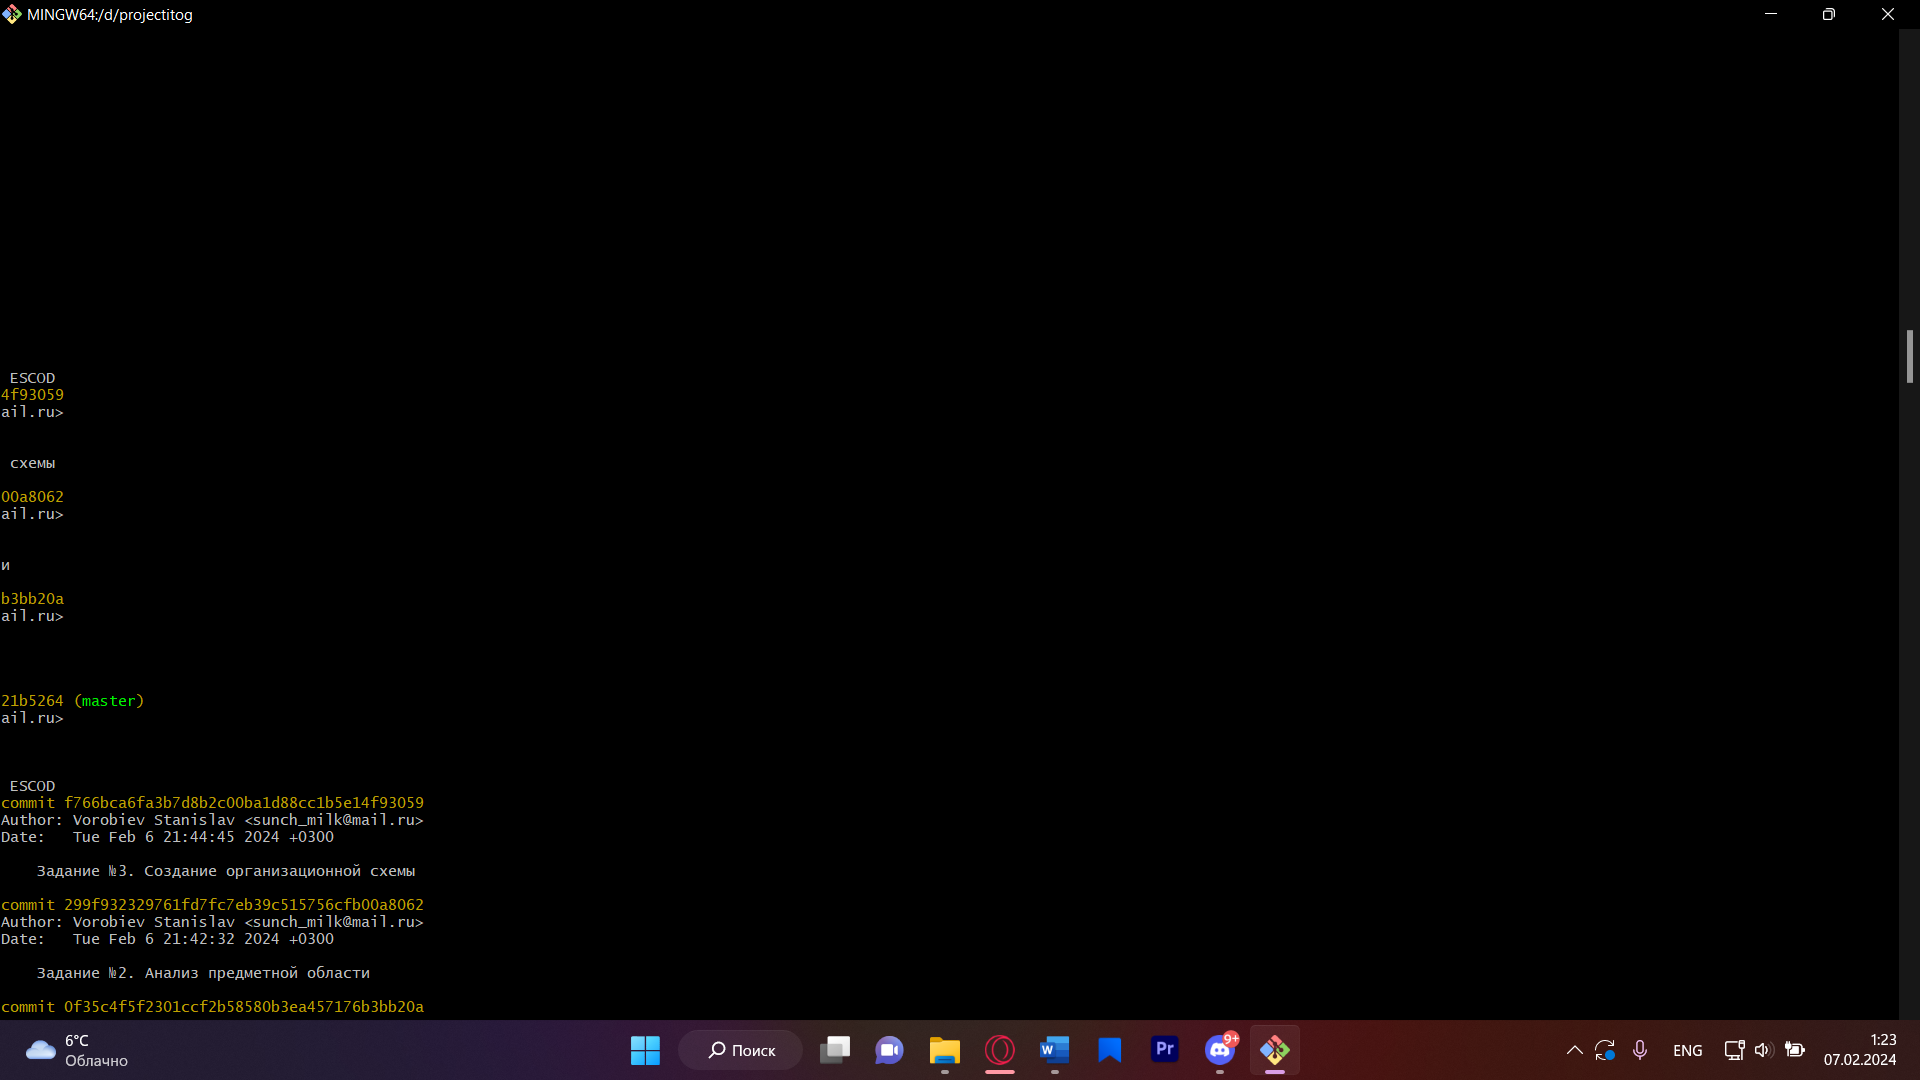 MINGW64:/d/projectitog
ESCOD
4f93059
ail.ru>
схемы
00a8062
ail.ru>
и
b3bb20a
ail.ru>
21b5264 (master)
ail.ru>
ESCOD
commit f766bca6fa3b7d8b2c00ba1d88cc1b5e14f93059
Author: Vorobiev Stanislav <sunch_milk@mail.ru>
Date:   Tue Feb 6 21:44:45 2024 +0300
Задание №3. Создание организационной схемы
commit 299f932329761fd7fc7eb39c515756cfb00a8062
Author: Vorobiev Stanislav <sunch_milk@mail.ru>
Date:   Tue Feb 6 21:42:32 2024 +0300
Задание №2. Анализ предметной области
commit 0f35c4f5f2301ccf2b58580b3ea457176b3bb20a
6°C
Облачно
Поиск
W
Pr
9+
ENG
1:23
07.02.2024